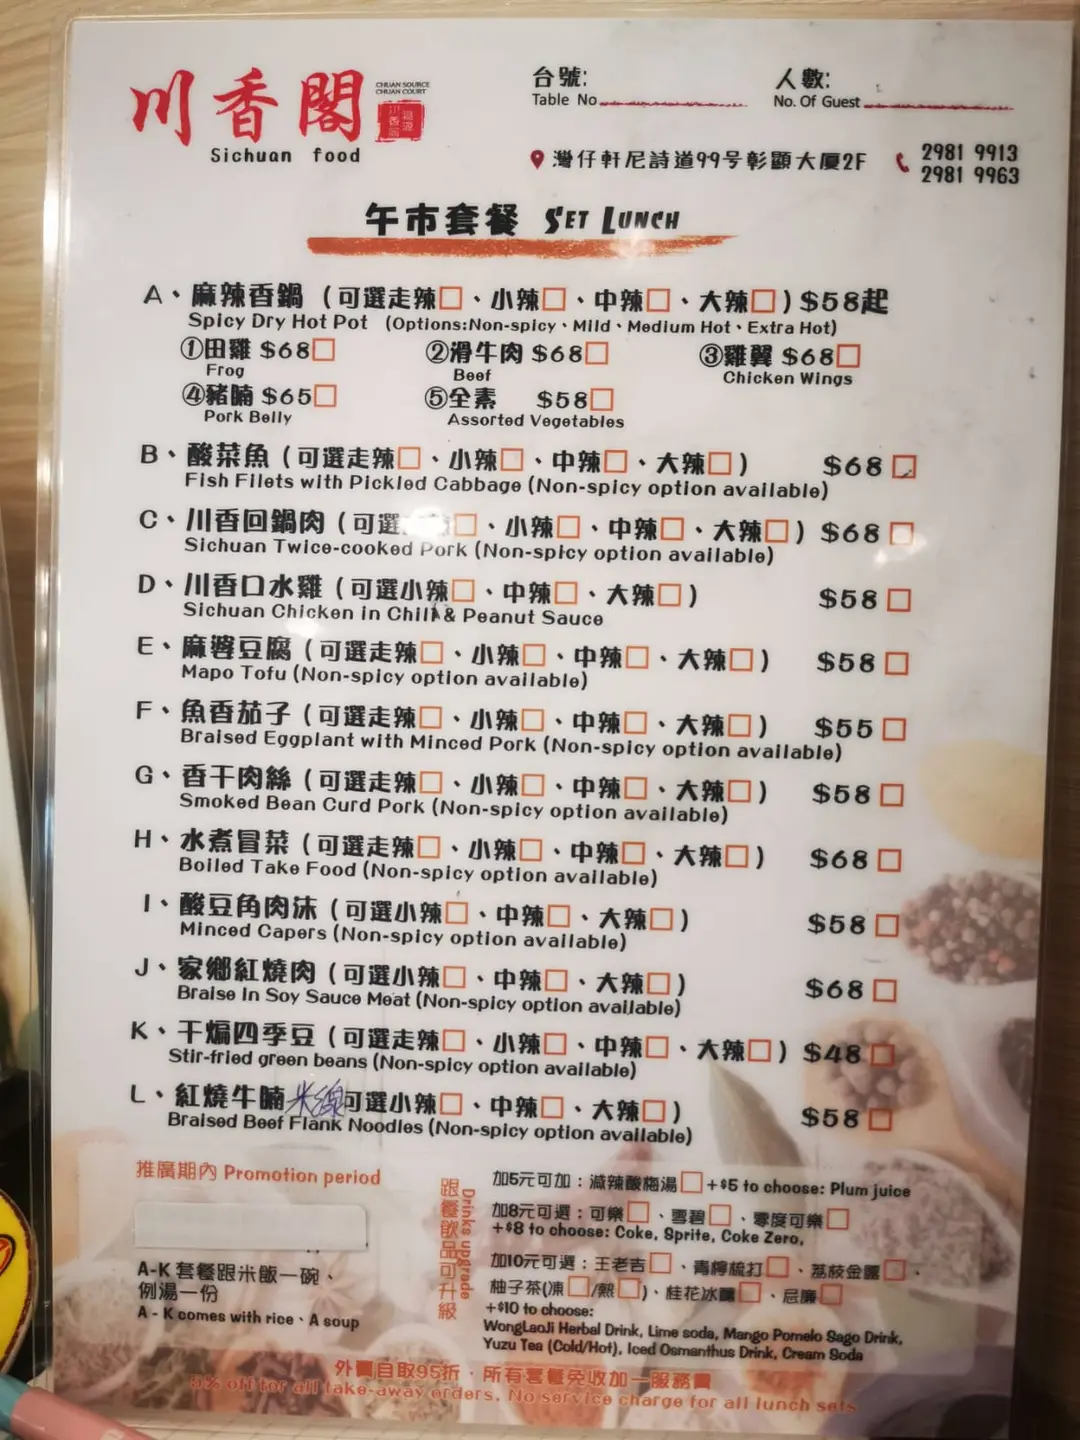 川香閣 CHUAN SOURCE
CHUAN COURT
Sichuan food
台號: 人數:
Table No. No. Of Guest
灣仔軒尼詩道99号彰顯大厦2F 2981 9913
2981 9963
午市套餐 SET LUNCH
A、麻辣香鍋 (可選走辣□、小辣□、中辣□、大辣□) $58起
Spicy Dry Hot Pot (Options:Non-spicy、Mild、Medium Hot、Extra Hot)
①田雞 $68□ ②滑牛肉 $68□ ③雞翼 $68□
Frog Beef Chicken Wings
④豬腩 $65□ ⑤全素 $58□
Pork Belly Assorted Vegetables
B、酸菜魚 (可選走辣□、小辣□、中辣□、大辣□) $68□
Fish Filets with Pickled Cabbage (Non-spicy option available)
C、川香回鍋肉 (可選□、小辣□、中辣□、大辣□) $68□
Sichuan Twice-cooked Pork (Non-spicy option available)
D、川香口水雞 (可選小辣□、中辣□、大辣□) $58□
Sichuan Chicken in Chili & Peanut Sauce
E、麻婆豆腐 (可選走辣□、小辣□、中辣□、大辣□) $58□
Mapo Tofu (Non-spicy option available)
F、魚香茄子 (可選走辣□、小辣□、中辣□、大辣□) $55□
Braised Eggplant with Minced Pork (Non-spicy option available)
G、香干肉絲 (可選走辣□、小辣□、中辣□、大辣□) $58□
Smoked Bean Curd Pork (Non-spicy option available)
H、水煮冒菜 (可選走辣□、小辣□、中辣□、大辣□) $68□
Boiled Take Food (Non-spicy option available)
I、酸豆角肉沫 (可選小辣□、中辣□、大辣□) $58□
Minced Capers (Non-spicy option available)
J、家鄉紅燒肉 (可選小辣□、中辣□、大辣□) $68□
Braise In Soy Sauce Meat (Non-spicy option available)
K、干煸四季豆 (可選走辣□、小辣□、中辣□、大辣□) $48□
Stir-fried green beans (Non-spicy option available)
L、紅燒牛腩米線可選小辣□、中辣□、大辣□) $58□
Braised Beef Flank Noodles (Non-spicy option available)
推廣期內 Promotion period
A-K套餐跟米飯一碗、
例湯一份
A - K comes with rice、A soup
跟餐飲品可升級
Drinks upgrade
加5元可加:減辣酸梅湯□+$5 to choose: Plum juice
加8元可選:可樂□、雪碧□、零度可樂□
+$8 to choose: Coke, Sprite, Coke Zero,
加10元可選:王老吉□、青檸梳打□、荔枝金露□、
柚子茶(凍□/熱□)、桂花冰釀□、忌廉□
+$10 to choose:
WongLaoJi Herbal Drink, Lime soda, Mango Pomelo Sago Drink,
Yuzu Tea (Cold/Hot), Iced Osmanthus Drink, Cream Soda
外賣自取95折·所有套餐免收加一服務費
5% off for all take-away orders. No service charge for all lunch sets